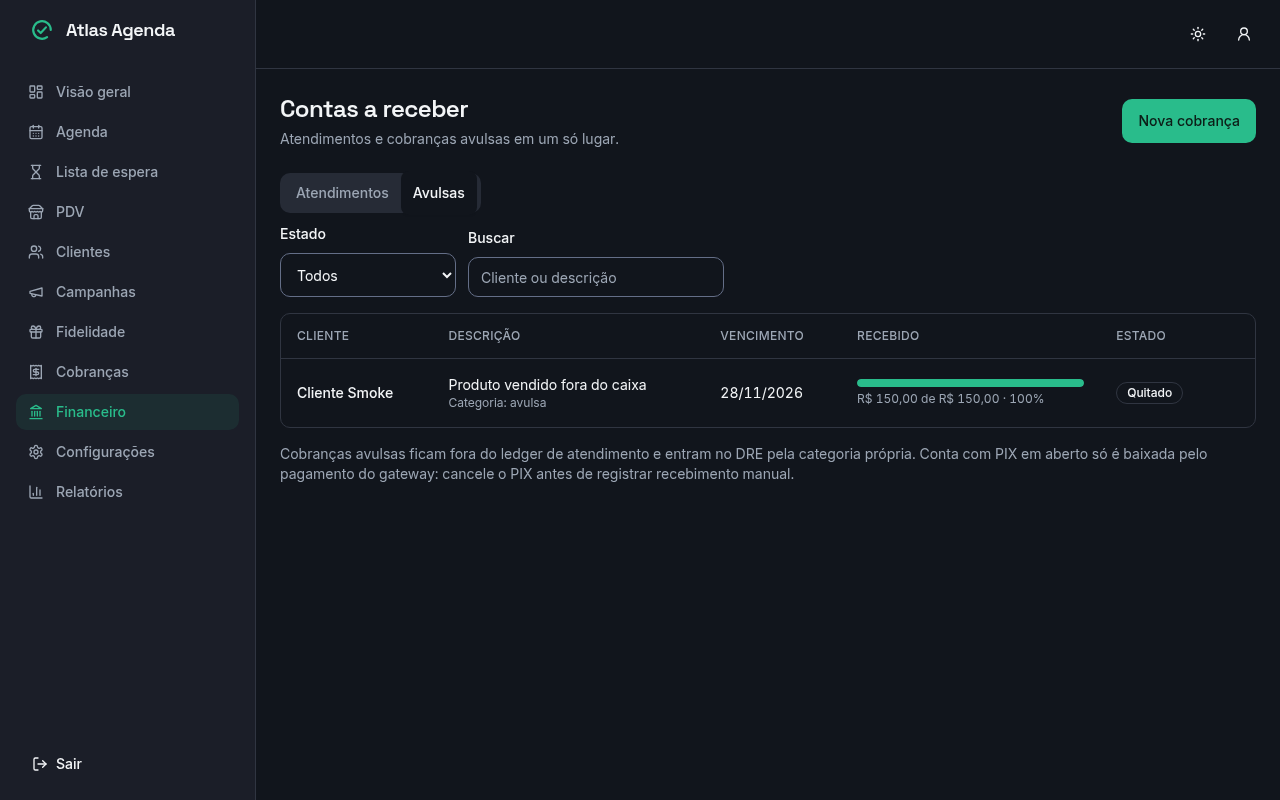 Atlas Agenda
Visão geral
Agenda
Lista de espera
PDV
Clientes
Campanhas
Fidelidade
Cobranças
Financeiro
Configurações
Relatórios
Sair
Contas a receber
Atendimentos e cobranças avulsas em um só lugar.
Nova cobrança
Atendimentos Avulsas
Estado Buscar
Todos Cliente ou descrição
CLIENTE DESCRIÇÃO VENCIMENTO RECEBIDO ESTADO
Cliente Smoke Produto vendido fora do caixa 28/11/2026 Quitado
Categoria: avulsa R$ 150,00 de R$ 150,00 · 100%
Cobranças avulsas ficam fora do ledger de atendimento e entram no DRE pela categoria própria. Conta com PIX em aberto só é baixada pelo
pagamento do gateway: cancele o PIX antes de registrar recebimento manual.